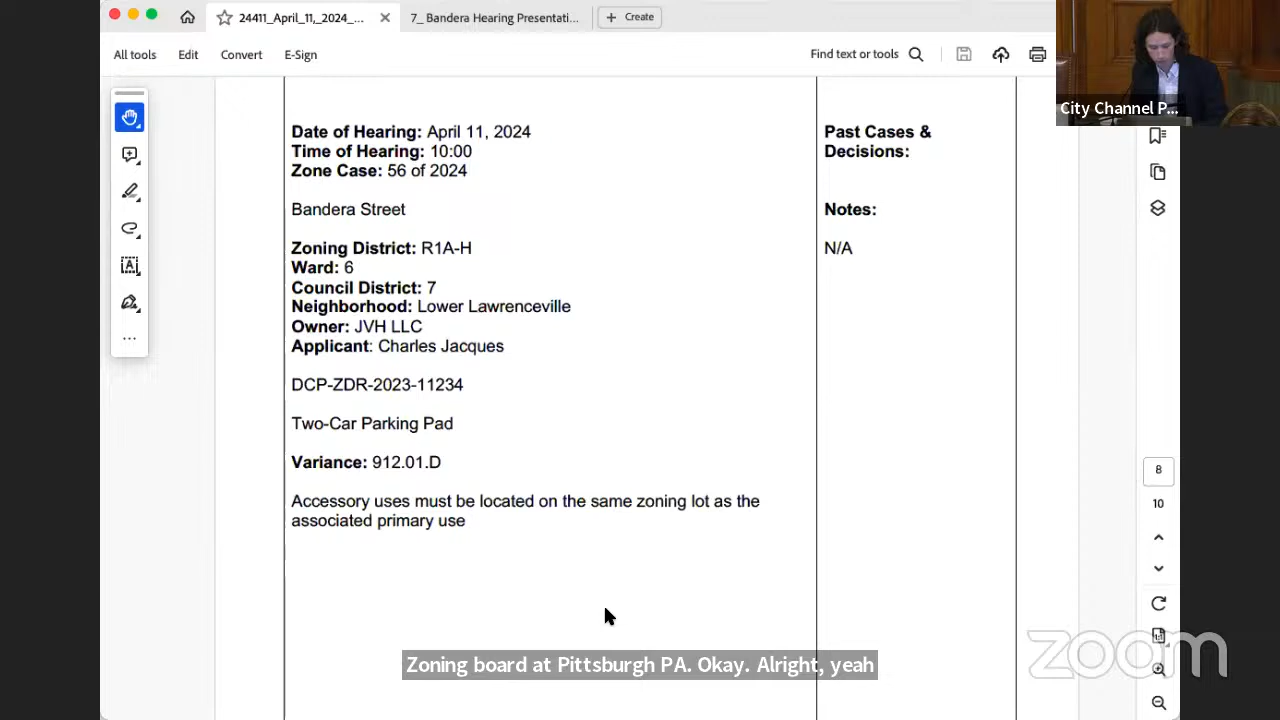 24411_April_11,_2024_...
7_ Bandera Hearing Presentati...
+ Create
All tools
Edit
Convert
E-Sign
Find text or tools
City Channel P...
Date of Hearing: April 11, 2024
Time of Hearing: 10:00
Zone Case: 56 of 2024
Bandera Street
Zoning District: R1A-H
Ward: 6
Council District: 7
Neighborhood: Lower Lawrenceville
Owner: JVH LLC
Applicant: Charles Jacques
DCP-ZDR-2023-11234
Two-Car Parking Pad
Variance: 912.01.D
Accessory uses must be located on the same zoning lot as the
associated primary use
Past Cases &
Decisions:
Notes:
N/A
8
10
Zoning board at Pittsburgh PA. Okay. Alright, yeah
zoom